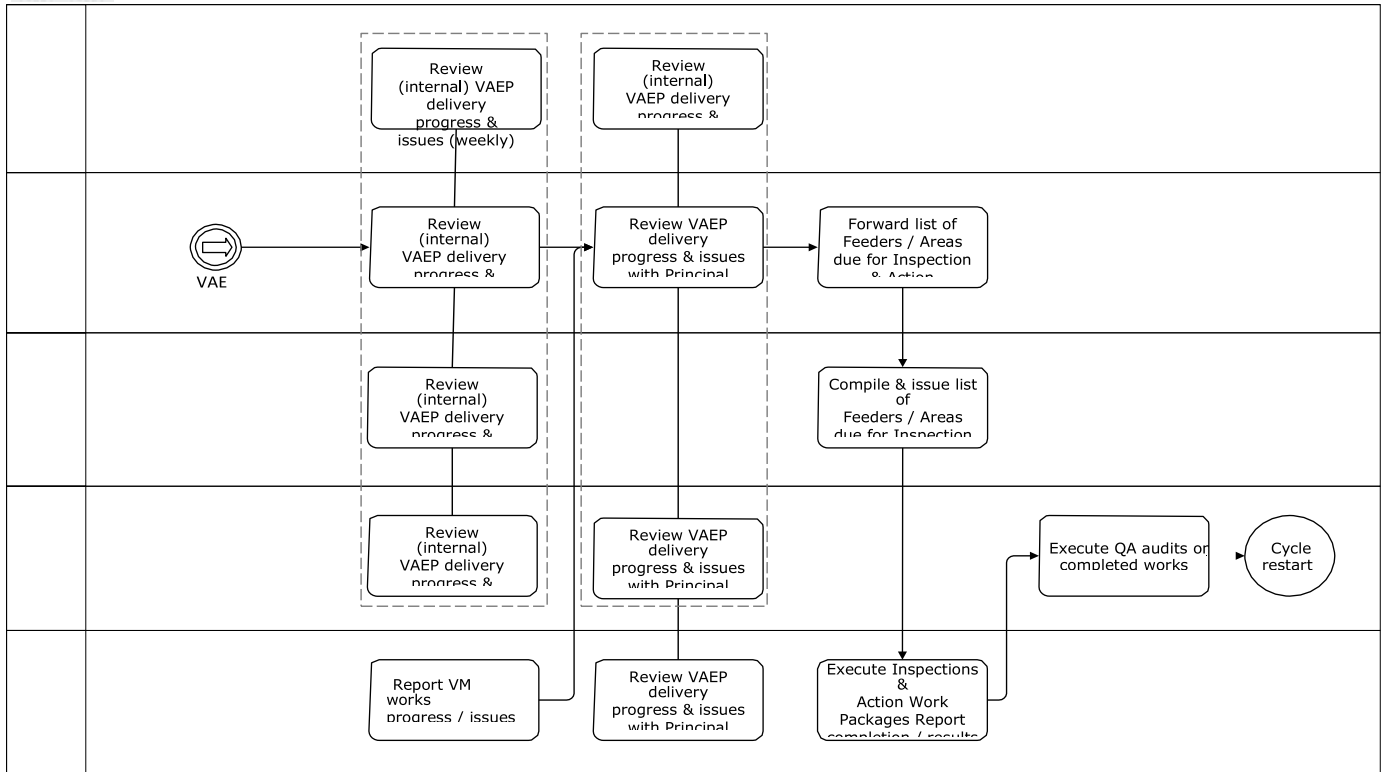 Review
(internal) VAEP
delivery
progress &
issues (weekly)
Review
(internal)
VAEP delivery
progress &
VAE
Review
(internal)
VAEP delivery
progress &
Review VAEP
delivery
progress & issues
with Principal
Forward list of
Feeders / Areas
due for Inspection
& Action
Review
(internal)
VAEP delivery
progress &
Compile & issue list
of
Feeders / Areas
due for Inspection
Review
(internal)
VAEP delivery
progress &
Review VAEP
delivery
progress & issues
with Principal
Execute QA audits on
completed works
Cycle
restart
Report VM
works
progress / issues
Review VAEP
delivery
progress & issues
with Principal
Execute Inspections
&
Action Work
Packages Report
completion / results